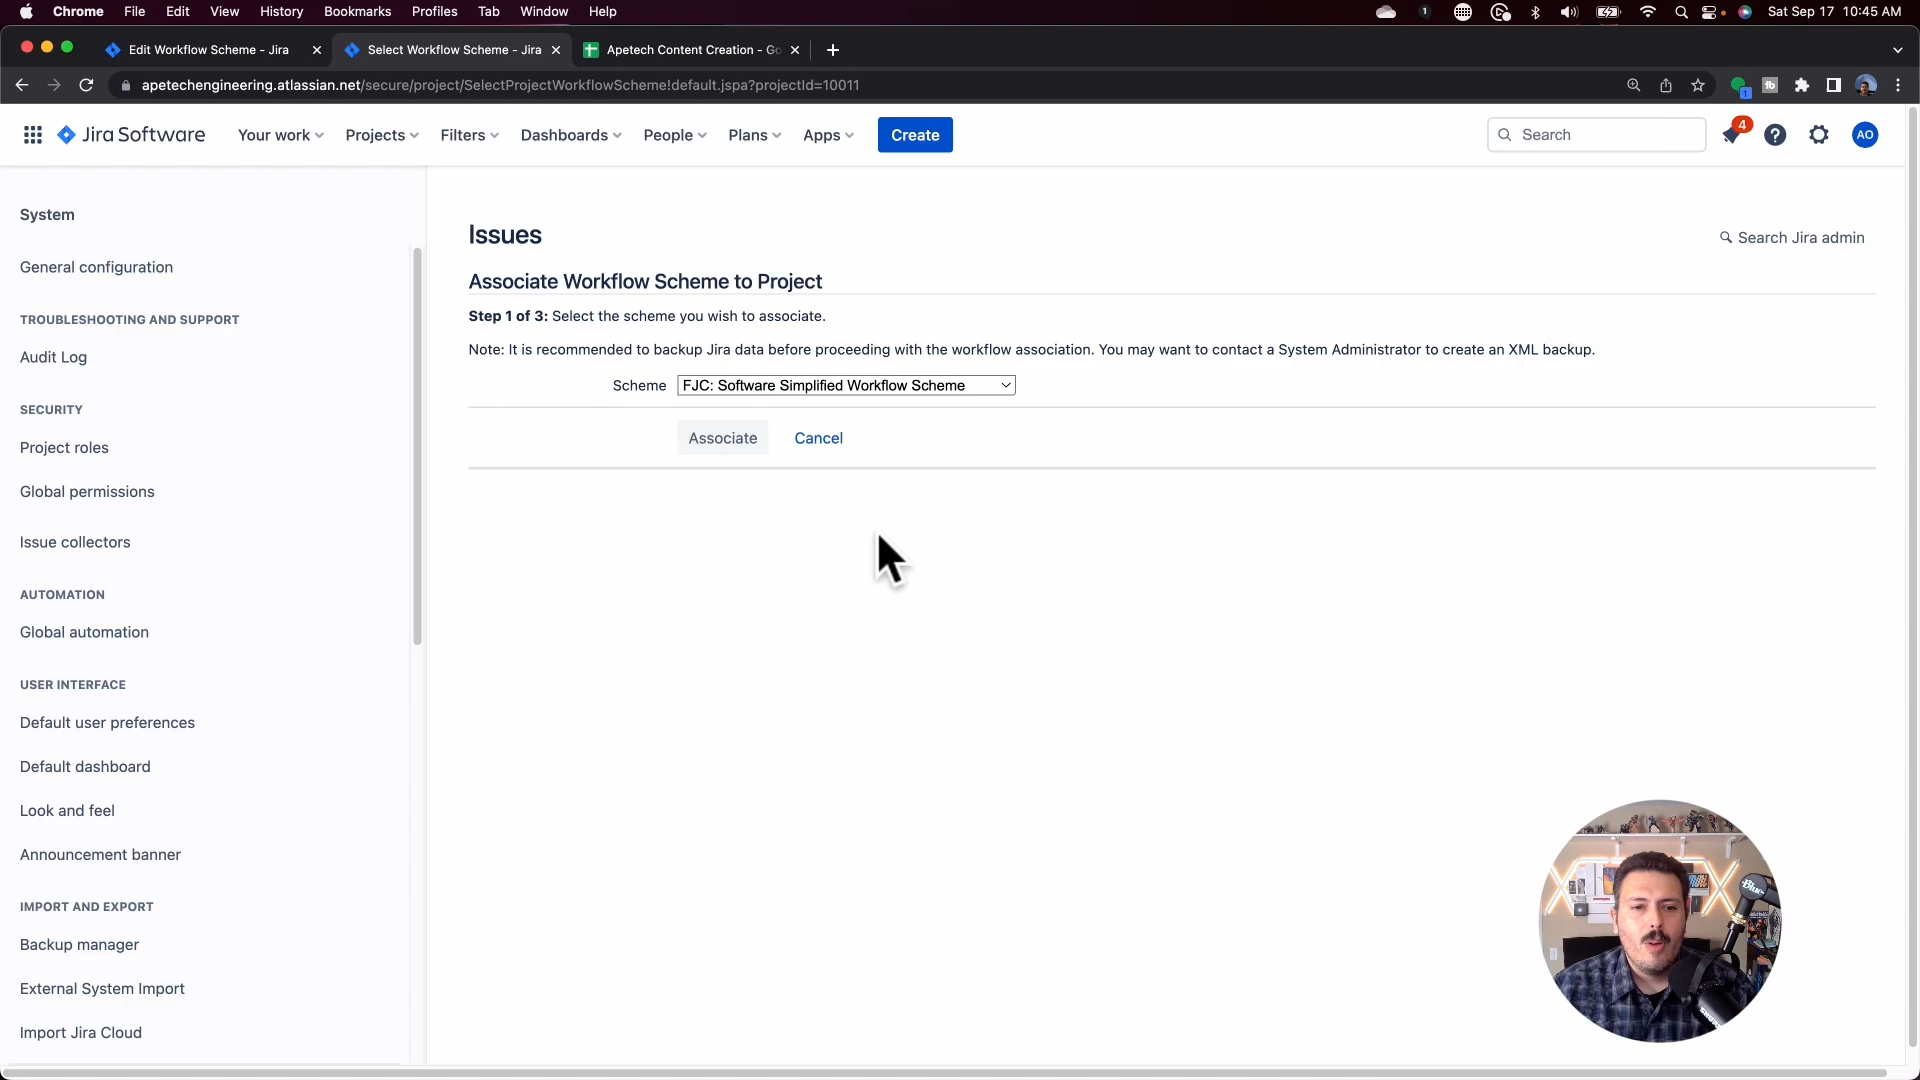 Chrome File Edit View History Bookmarks Profiles Tab Window Help 1 Sat Sep 17 10:45 AM
Edit Workflow Scheme - Jira Select Workflow Scheme - Jira Apetech Content Creation - Go
apetechengineering.atlassian.net/secure/project/SelectProjectWorkflowScheme!default.jspa?projectId=10011 1 tb
Jira Software Your work Projects Filters Dashboards People Plans Apps Create Search 4 AO
System
General configuration
TROUBLESHOOTING AND SUPPORT
Audit Log
SECURITY
Project roles
Global permissions
Issue collectors
AUTOMATION
Global automation
USER INTERFACE
Default user preferences
Default dashboard
Look and feel
Announcement banner
IMPORT AND EXPORT
Backup manager
External System Import
Import Jira Cloud
Issues
Search Jira admin
Associate Workflow Scheme to Project
Step 1 of 3: Select the scheme you wish to associate.
Note: It is recommended to backup Jira data before proceeding with the workflow association. You may want to contact a System Administrator to create an XML backup.
Scheme FJC: Software Simplified Workflow Scheme
Associate Cancel
Blue